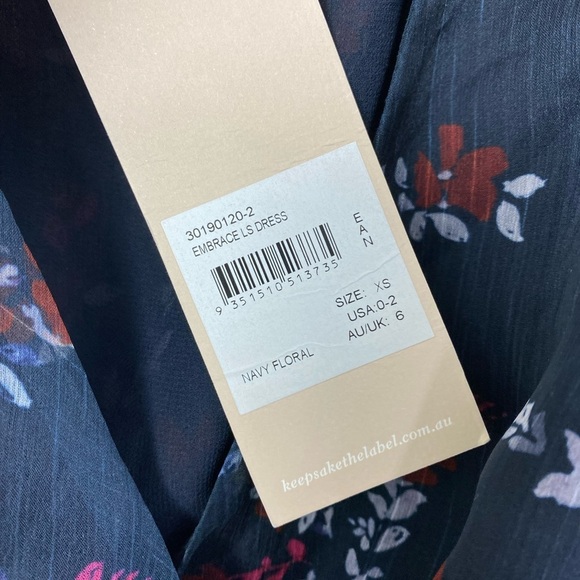 30190120-2
EMBRACE LS DRESS
EAN
9 351510 513735
SIZE: XS
USA:0-2
AU/UK: 6
NAVY FLORAL
keepsakethelabel.com.au